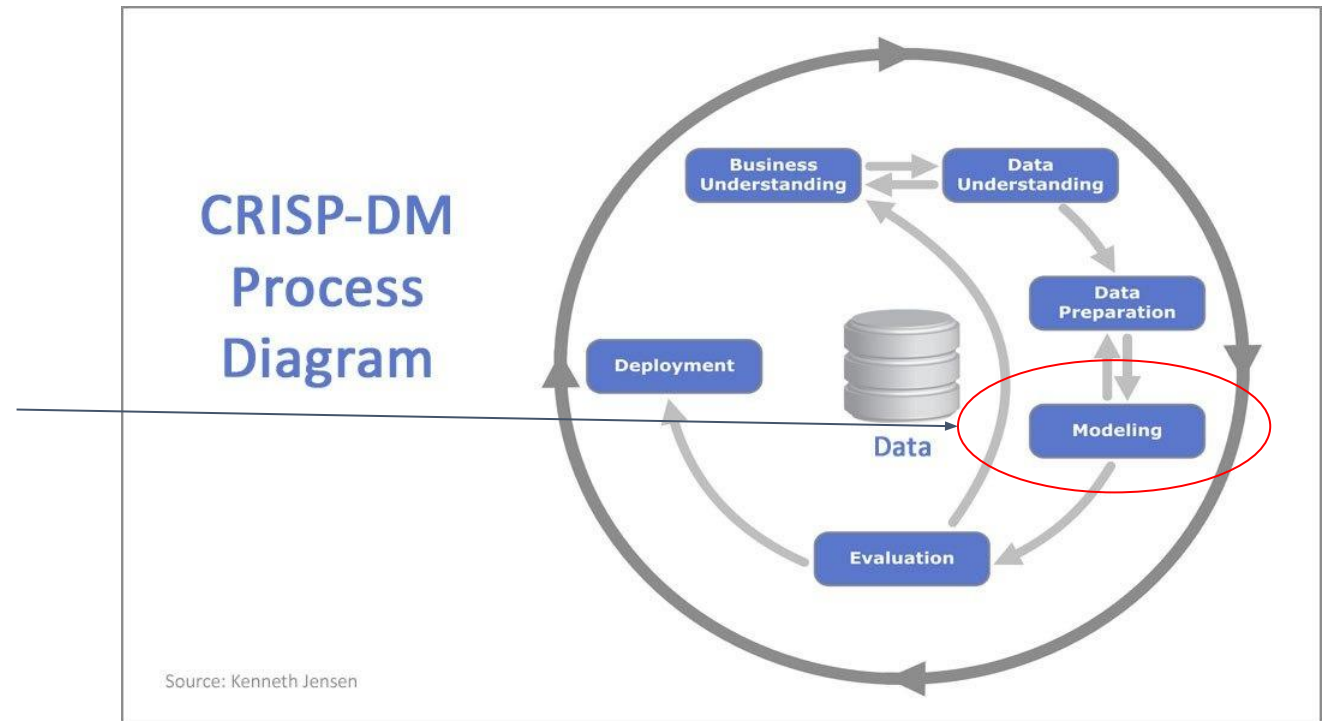 CRISP-DM
Process
Diagram
Business
Understanding
Data
Understanding
Data
Preparation
Modeling
Evaluation
Deployment
Data
Source: Kenneth Jensen